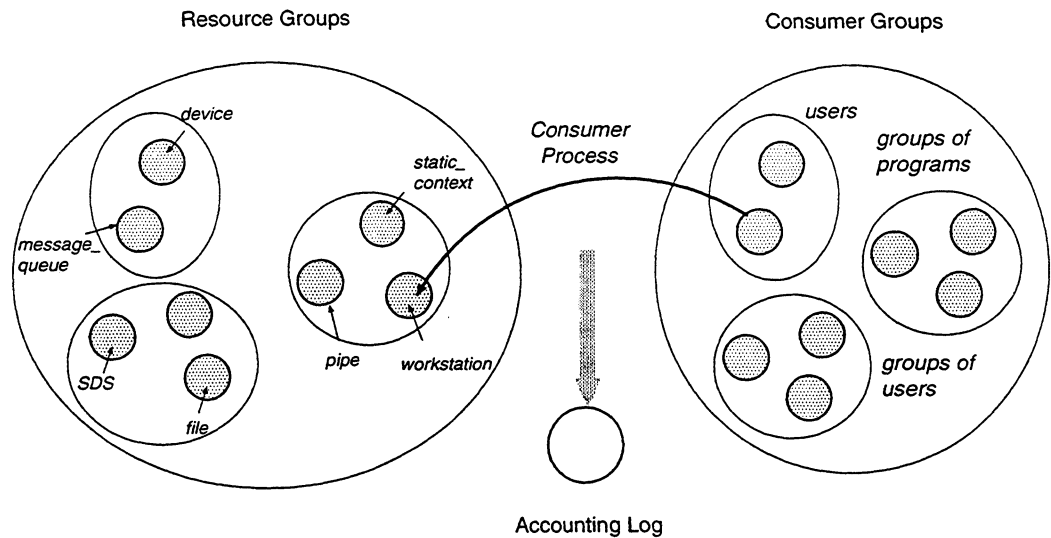 Resource Groups
Consumer Groups
device
users
Consumer
Process
groups of
programs
static_
context
message_
queue
SDS
file
pipe
workstation
groups of
users
Accounting Log